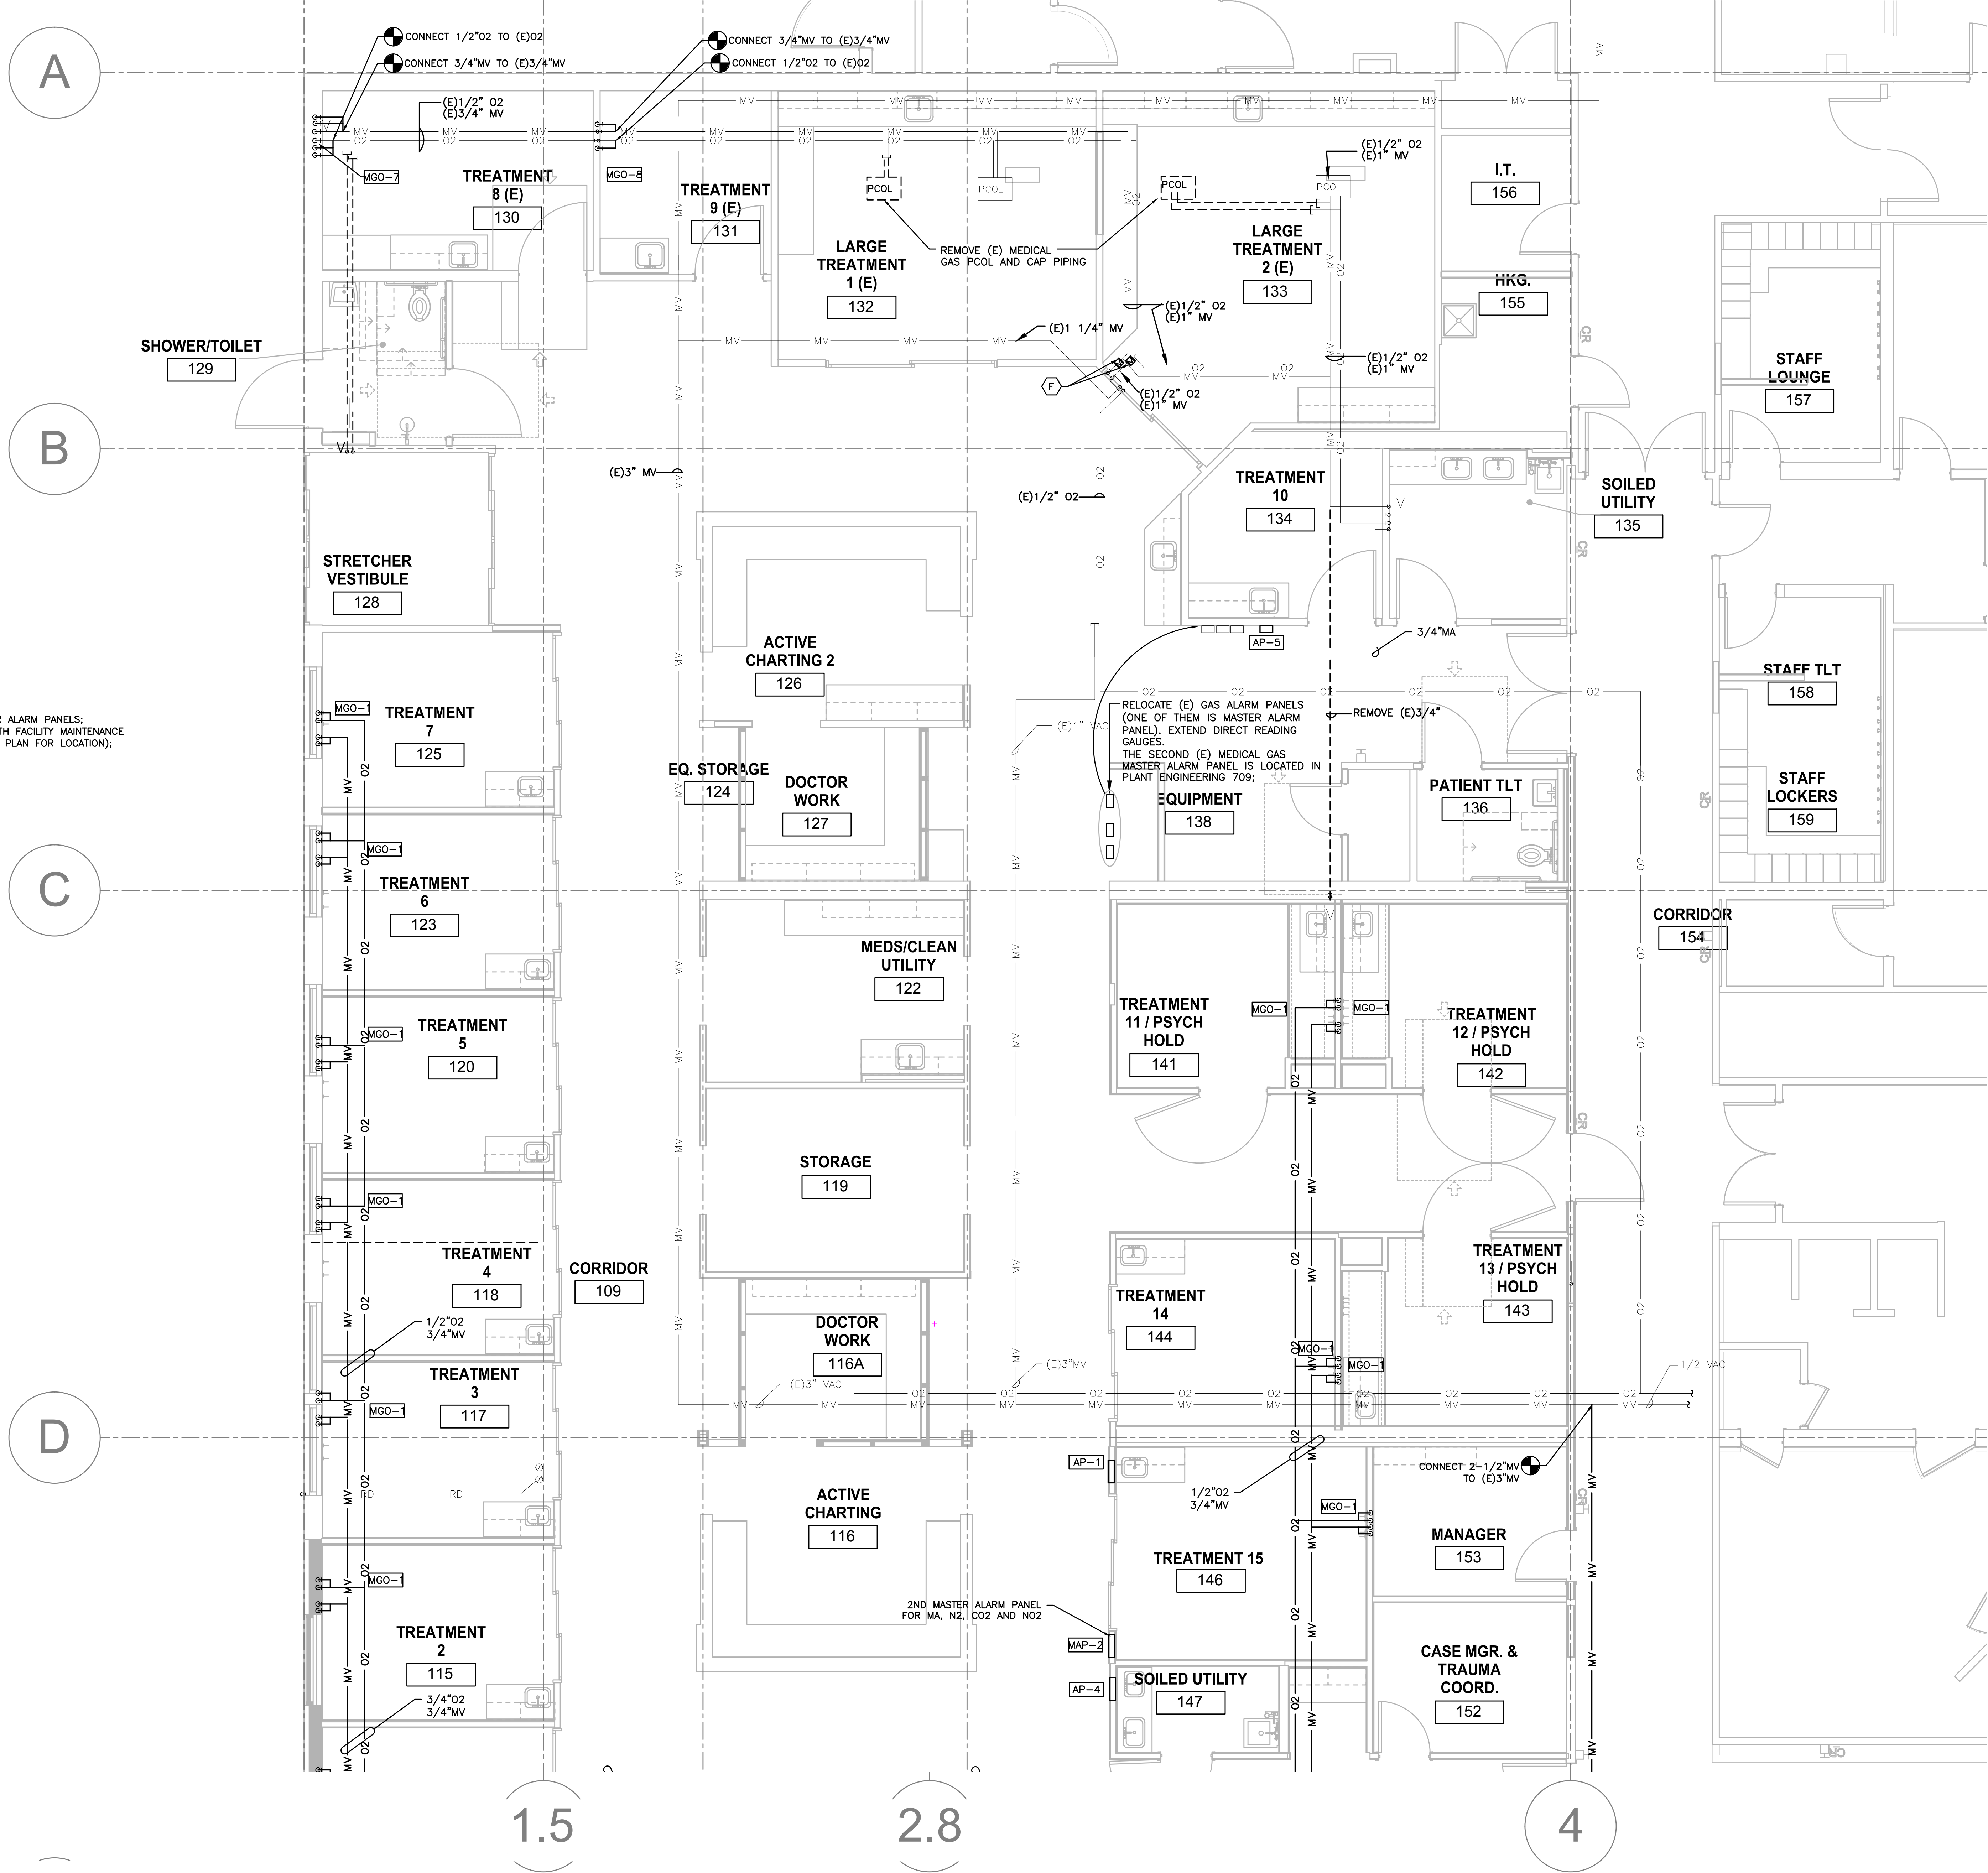 A
CONNECT 1/2"O2 TO (E)O2
CONNECT 3/4"MV TO (E)3/4"MV
CONNECT 3/4"MV TO (E)3/4"MV
CONNECT 1/2"O2 TO (E)O2
(E)1/2" O2
(E)3/4" MV
MGO-7
TREATMENT
8 (E)
130
MGO-8
TREATMENT
9 (E)
131
PCOL
PCOL
PCOL
PCOL
(E)1/2" O2
(E)1" MV
I.T.
156
REMOVE (E) MEDICAL
GAS PCOL AND CAP PIPING
LARGE
TREATMENT
1 (E)
132
LARGE
TREATMENT
2 (E)
133
HKG.
155
(E)1/2" O2
(E)1" MV
(E)1 1/4" MV
(E)1/2" O2
(E)1" MV
F
(E)1/2" O2
(E)1" MV
SHOWER/TOILET
129
STAFF
LOUNGE
157
B
(E)3" MV
(E)1/2" O2
TREATMENT
10
134
SOILED
UTILITY
135
STRETCHER
VESTIBULE
128
ACTIVE
CHARTING 2
126
AP-5
3/4"MA
STAFF TLT
158
R ALARM PANELS;
TH FACILITY MAINTENANCE
PLAN FOR LOCATION);
MGO-1
TREATMENT
7
125
(E)1" VAC
RELOCATE (E) GAS ALARM PANELS
(ONE OF THEM IS MASTER ALARM
PANEL). EXTEND DIRECT READING
GAUGES.
THE SECOND (E) MEDICAL GAS
MASTER ALARM PANEL IS LOCATED IN
PLANT ENGINEERING 709;
REMOVE (E)3/4"
EQ. STORAGE
124
DOCTOR
WORK
127
EQUIPMENT
138
PATIENT TLT
136
STAFF
LOCKERS
159
C
MGO-1
TREATMENT
6
123
MEDS/CLEAN
UTILITY
122
CORRIDOR
154
MGO-1
TREATMENT
5
120
TREATMENT
11 / PSYCH
HOLD
141
MGO-1
MGO-1
TREATMENT
12 / PSYCH
HOLD
142
STORAGE
119
MGO-1
TREATMENT
4
118
CORRIDOR
109
TREATMENT
14
144
TREATMENT
13 / PSYCH
HOLD
143
1/2"O2
3/4"MV
DOCTOR
WORK
116A
MGO-1
MGO-1
(E)3"MV
(E)3" VAC
1/2 VAC
TREATMENT
3
117
MGO-1
D
RD
RD
AP-1
1/2"O2
3/4"MV
CONNECT 2-1/2"MV
TO (E)3"MV
ACTIVE
CHARTING
116
MGO-1
MANAGER
153
MGO-1
TREATMENT 15
146
2ND MASTER ALARM PANEL
FOR MA, N2, CO2 AND NO2
MAP-2
TREATMENT
2
115
CASE MGR. &
TRAUMA
COORD.
152
AP-4
SOILED UTILITY
147
3/4"O2
3/4"MV
1.5
2.8
4